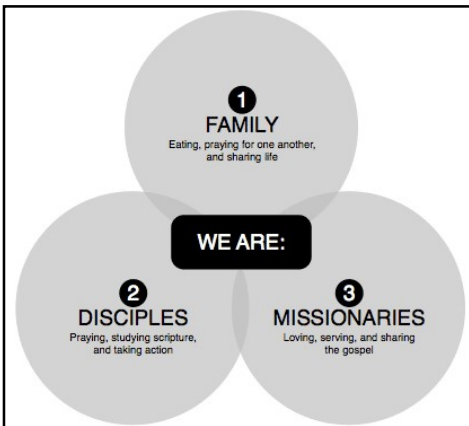 1
FAMILY
Eating, praying for one another,
and sharing life
WE ARE:
2
DISCIPLES
Praying, studying scripture,
and taking action
3
MISSIONARIES
Loving, serving, and sharing
the gospel